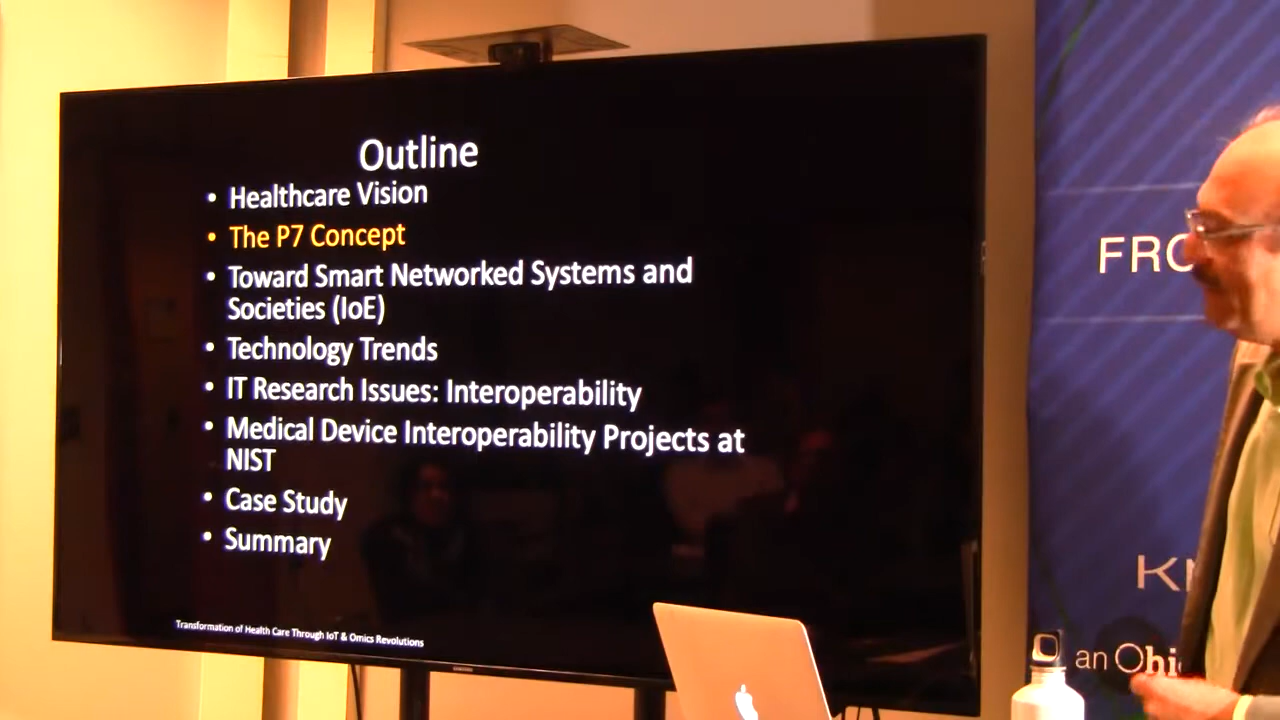 Outline
• Healthcare Vision
• The P7 Concept
• Toward Smart Networked Systems and
Societies (IoE)
• Technology Trends
• IT Research Issues: Interoperability
• Medical Device Interoperability Projects at
NIST
• Case Study
• Summary
Transformation of Health Care Through IoT & Omics Revolutions
SAMSUNG
FRO
K
an Ohi